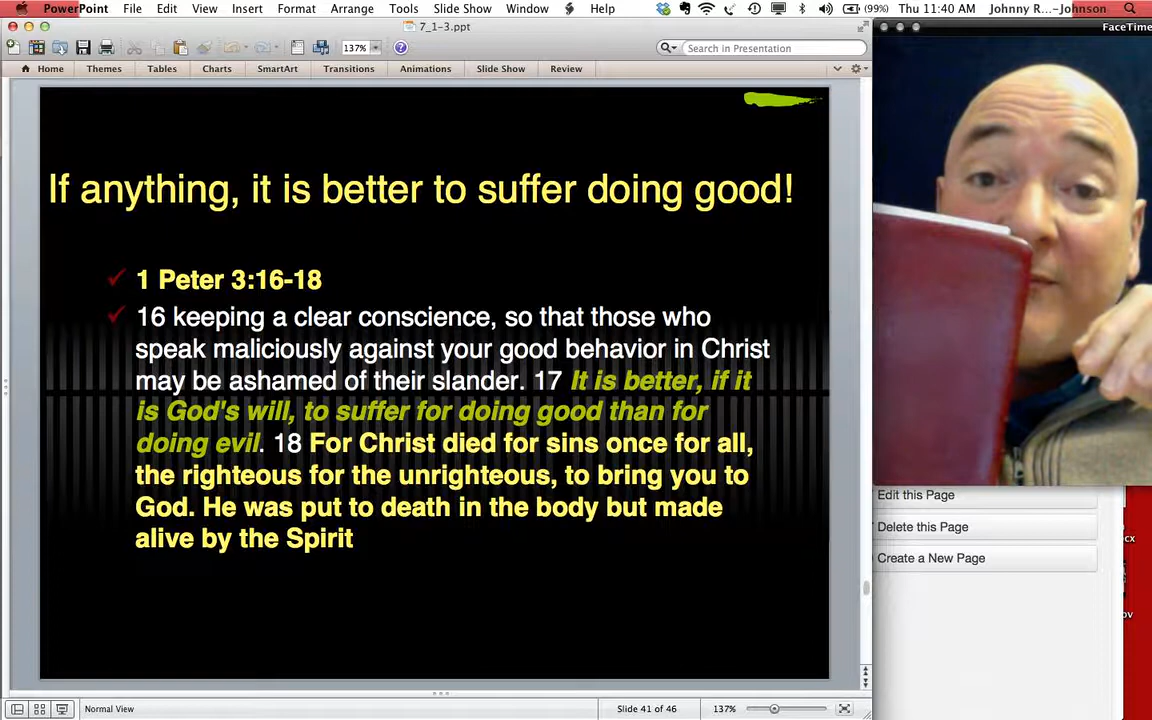 PowerPoint File Edit View Insert Format Arrange Tools Slide Show Window Help (99%) Thu 11:40 AM Johnny R...-Johnson
7_1-3.ppt
FaceTime
137% Search in Presentation
Home Themes Tables Charts SmartArt Transitions Animations Slide Show Review
If anything, it is better to suffer doing good!
1 Peter 3:16-18
16 keeping a clear conscience, so that those who
speak maliciously against your good behavior in Christ
may be ashamed of their slander. 17 It is better, if it
is God's will, to suffer for doing good than for
doing evil. 18 For Christ died for sins once for all,
the righteous for the unrighteous, to bring you to
God. He was put to death in the body but made
alive by the Spirit
Edit this Page
Delete this Page
Create a New Page
ocx
ov
Normal View Slide 41 of 46 137%